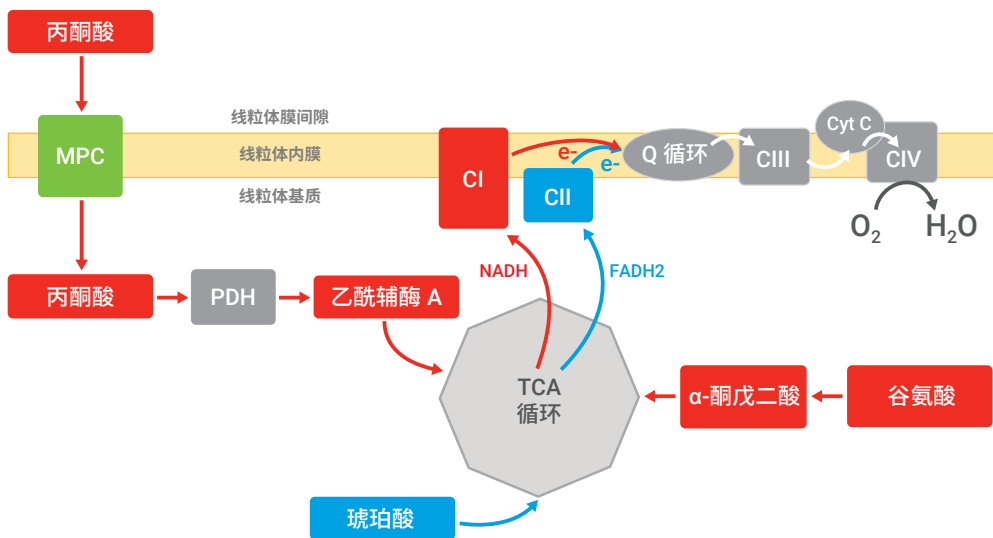 丙酮酸
线粒体膜间隙
MPC
线粒体内膜
线粒体基质
CI
e-
e-
CII
Q 循环
CIII
Cyt C
CIV
O2
H2O
NADH
FADH2
丙酮酸
PDH
乙酰辅酶 A
TCA
循环
α-酮戊二酸
谷氨酸
琥珀酸